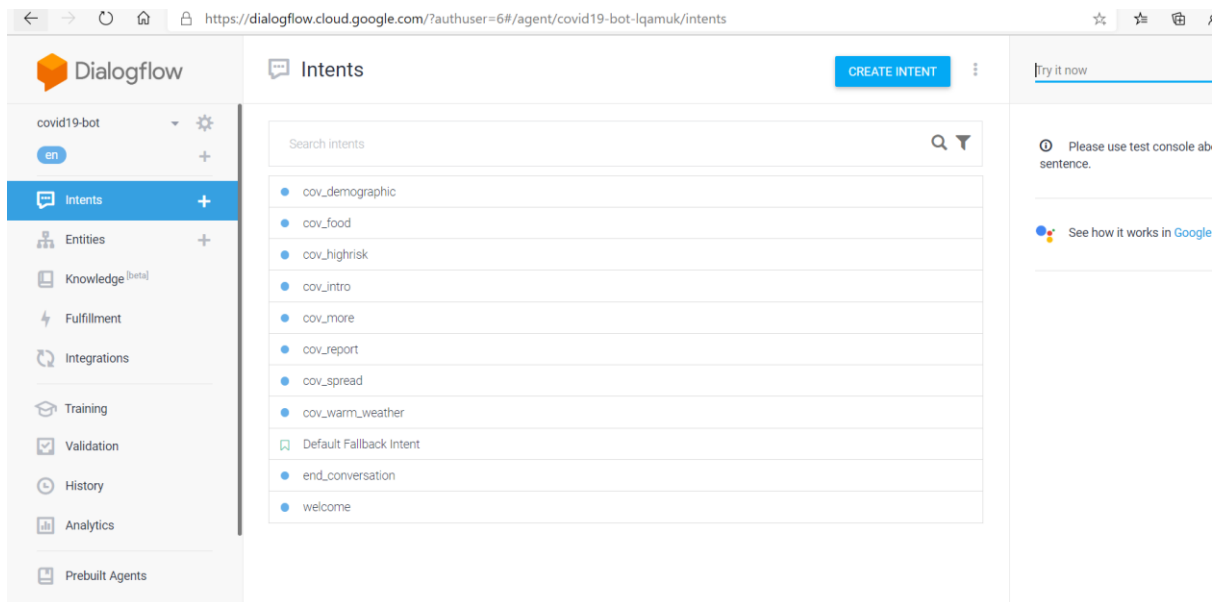 https://dialogflow.cloud.google.com/?authuser=6#/agent/covid19-bot-lqamuk/intents
Dialogflow
Intents
CREATE INTENT
Try it now
covid19-bot
en
Search intents
Please use test console
sentence.
Intents
Entities
Knowledge [beta]
Fulfillment
Integrations
Training
Validation
History
Analytics
Prebuilt Agents
cov_demographic
cov_food
cov_highrisk
cov_intro
cov_more
cov_report
cov_spread
cov_warm_weather
Default Fallback Intent
end_conversation
welcome
See how it works in Google